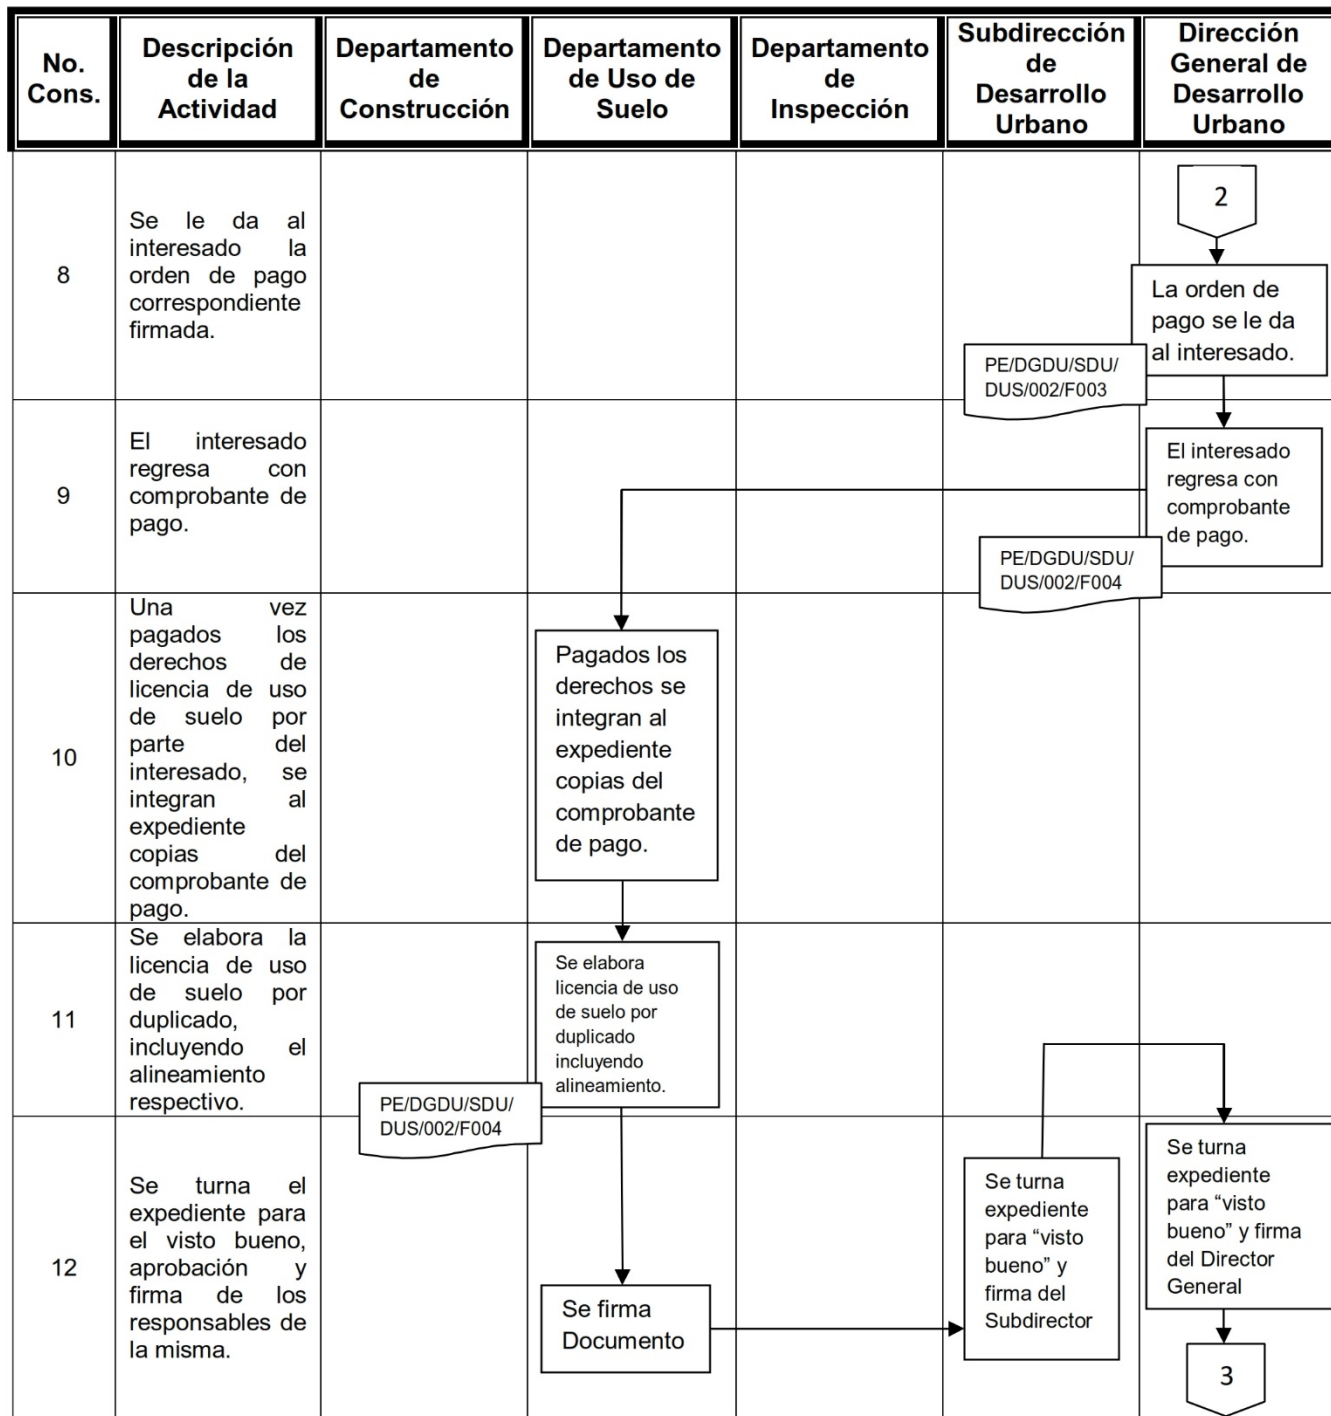 No.
Cons.
Descripción
de la
Actividad
Departamento
de
Construcción
Departamento
de Uso de
Suelo
Departamento
de
Inspección
Subdirección
de
Desarrollo
Urbano
Dirección
General de
Desarrollo
Urbano
8
Se le da al
interesado la
orden de pago
correspondiente
firmada.
2
La orden de
pago se le da
al interesado.
PE/DGDU/SDU/
DUS/002/F003
9
El interesado
regresa con
comprobante de
pago.
El interesado
regresa con
comprobante
de pago.
PE/DGDU/SDU/
DUS/002/F004
10
Una vez
pagados los
derechos de
licencia de uso
de suelo por
parte del
interesado, se
integran al
expediente
copias del
comprobante de
pago.
Pagados los
derechos se
integran al
expediente
copias del
comprobante
de pago.
11
Se elabora la
licencia de uso
de suelo por
duplicado,
incluyendo el
alineamiento
respectivo.
Se elabora
licencia de uso
de suelo por
duplicado
incluyendo
alineamiento.
PE/DGDU/SDU/
DUS/002/F004
12
Se turna el
expediente para
el visto bueno,
aprobación y
firma de los
responsables de
la misma.
Se firma
Documento
Se turna
expediente
para “visto
bueno” y
firma del
Subdirector
Se turna
expediente
para “visto
bueno” y firma
del Director
General
3